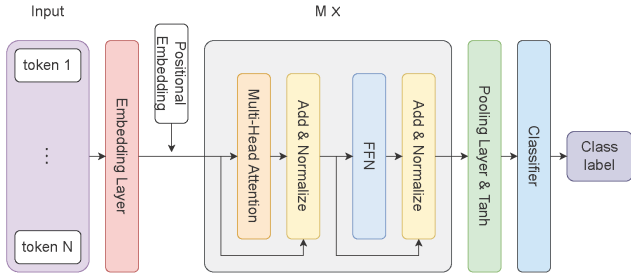 Input
M X
token 1
...
token N
Embedding Layer
Positional
Embedding
Multi-Head Attention
Add & Normalize
FFN
Add & Normalize
Pooling Layer & Tanh
Classifier
Class
label